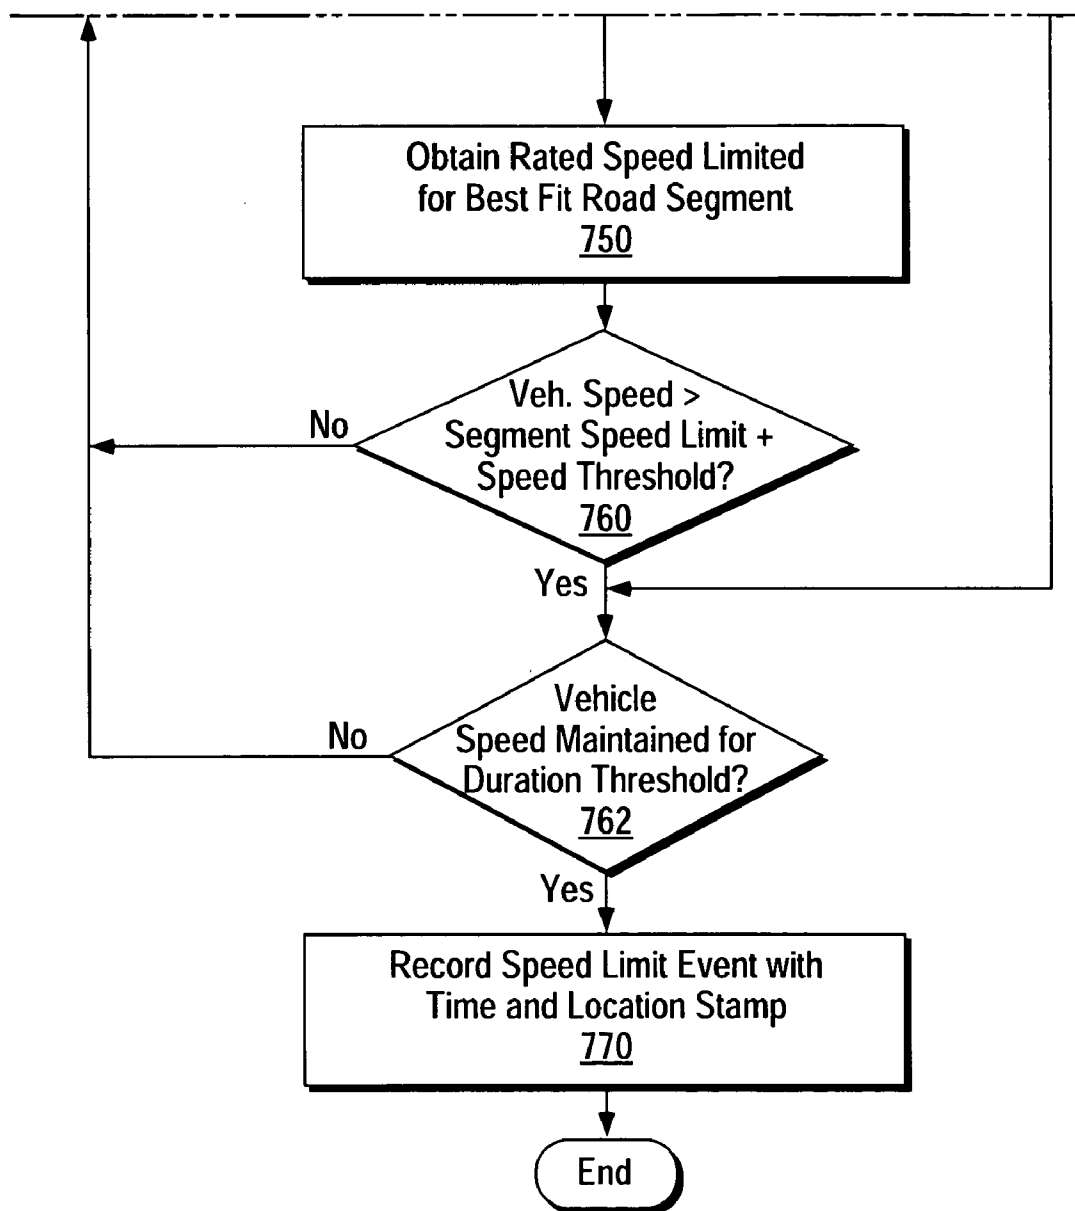 Obtain Rated Speed Limited
for Best Fit Road Segment
750
Veh. Speed >
Segment Speed Limit +
Speed Threshold?
760
No
Yes
Vehicle
Speed Maintained for
Duration Threshold?
762
No
Yes
Record Speed Limit Event with
Time and Location Stamp
770
End